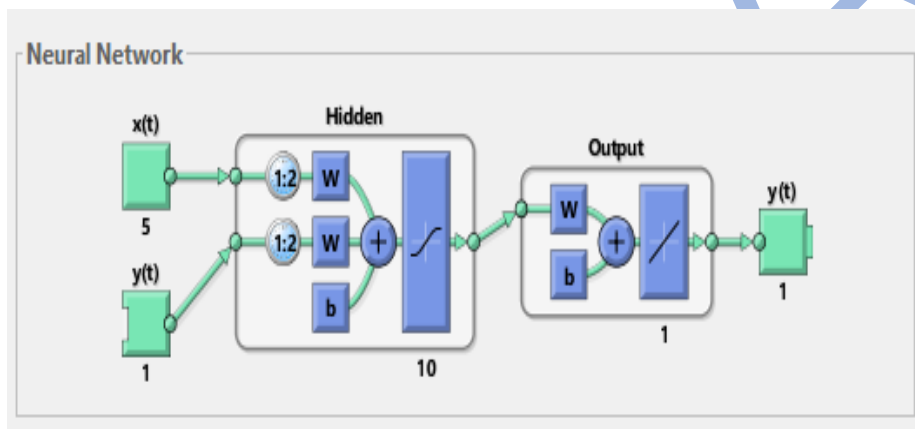 Neural Network
Hidden
x(t)
Output
1:2
W
5
W
y(t)
1:2
W
+
+
y(t)
b
b
1
1
1
10